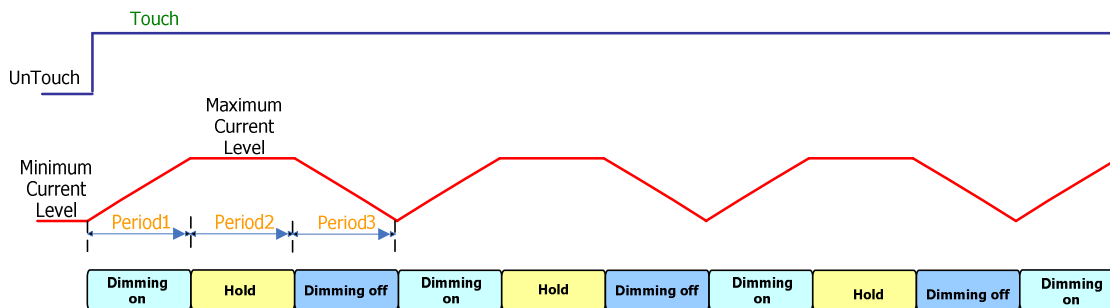 Touch
UnTouch
Maximum
Current
Level
Minimum
Current
Level
Period1
Period2
Period3
Dimming
on
Hold
Dimming off
Dimming
on
Hold
Dimming off
Dimming
on
Hold
Dimming off
Dimming
on